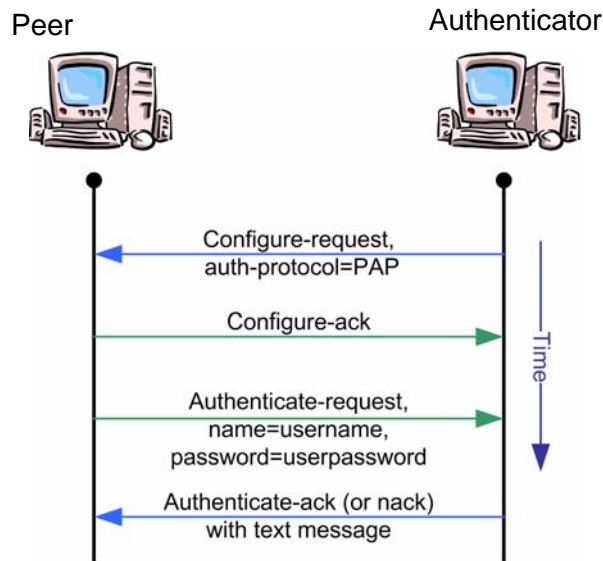 Peer
Authenticator
Configure-request,
auth-protocol=PAP
Configure-ack
Time
Authenticate-request,
name=username,
password=userpassword
Authenticate-ack (or nack)
with text message